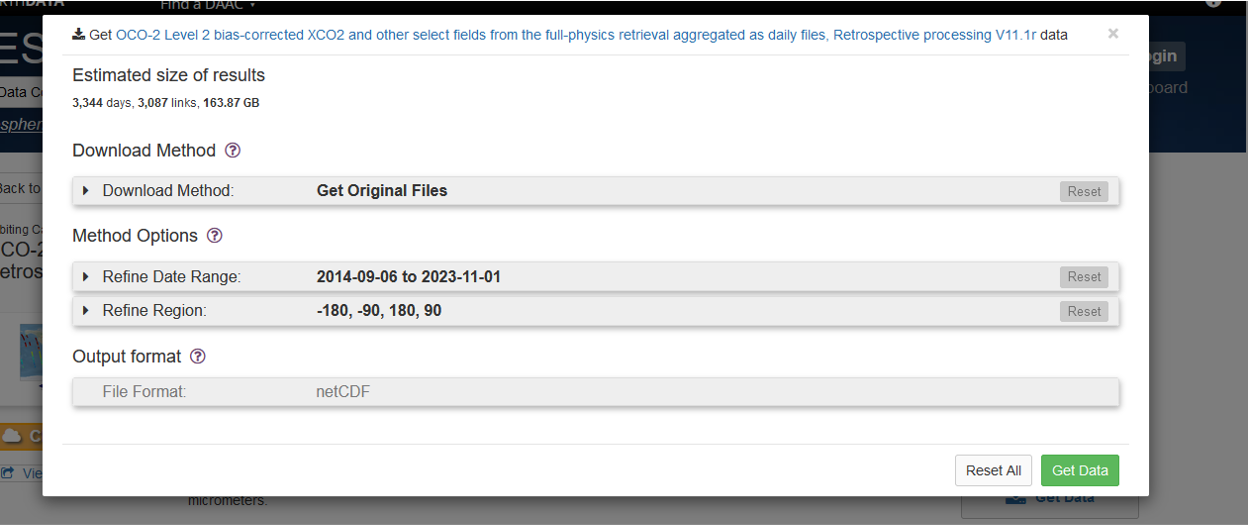 RTHDATA
Find a DAAC
Get OCO-2 Level 2 bias-corrected XCO2 and other select fields from the full-physics retrieval aggregated as daily files, Retrospective processing V11.1r data ×
ES
ogin
Estimated size of results
Data Co
board
3,344 days, 3,087 links, 163.87 GB
spher
Download Method ?
Back to
Download Method: Get Original Files Reset
biting Ca
Method Options ?
CO-2
etros
Refine Date Range: 2014-09-06 to 2023-11-01 Reset
Refine Region: -180, -90, 180, 90 Reset
Output format ?
File Format: netCDF
C
Vie
Reset All Get Data
micrometers.
Get Data